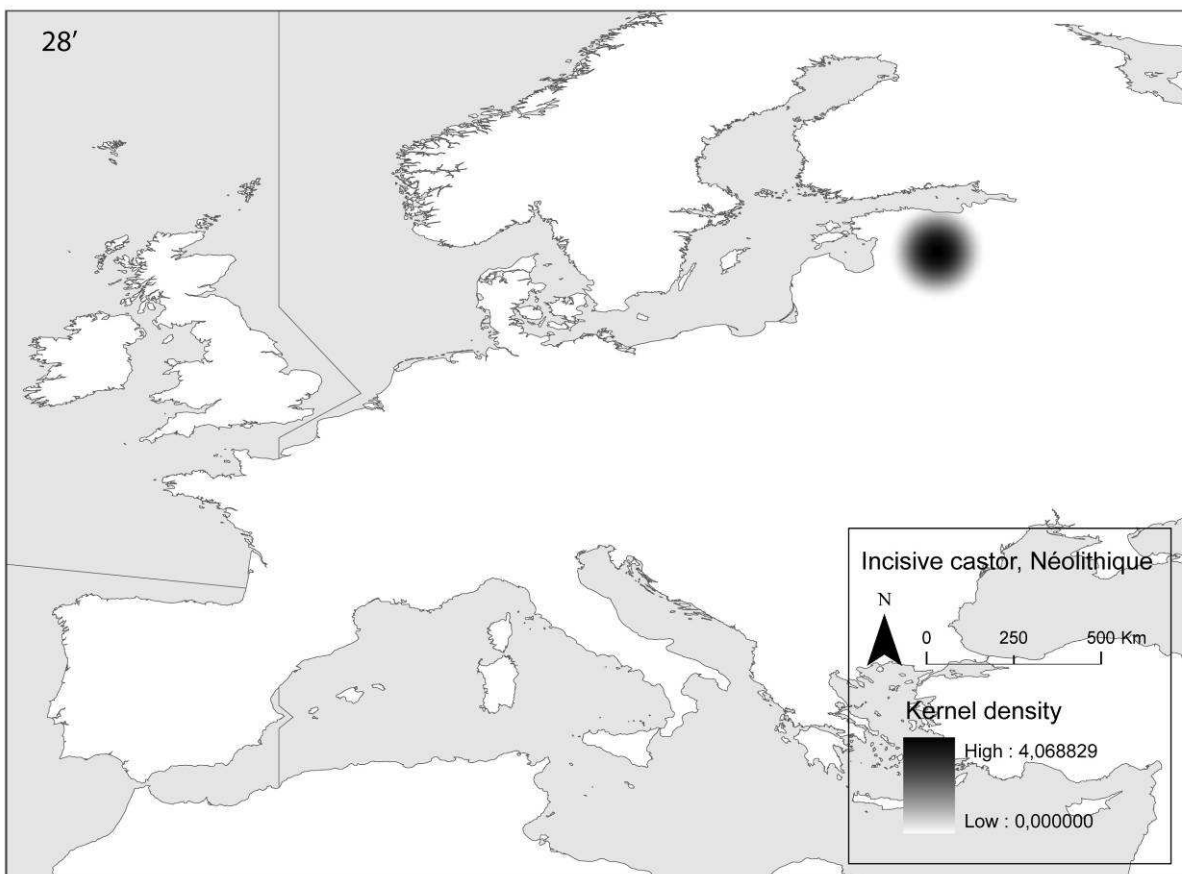 28′
Incisive castor, Néolithique
N
0 250 500 Km
Kernel density
High : 4,068829
Low : 0,000000